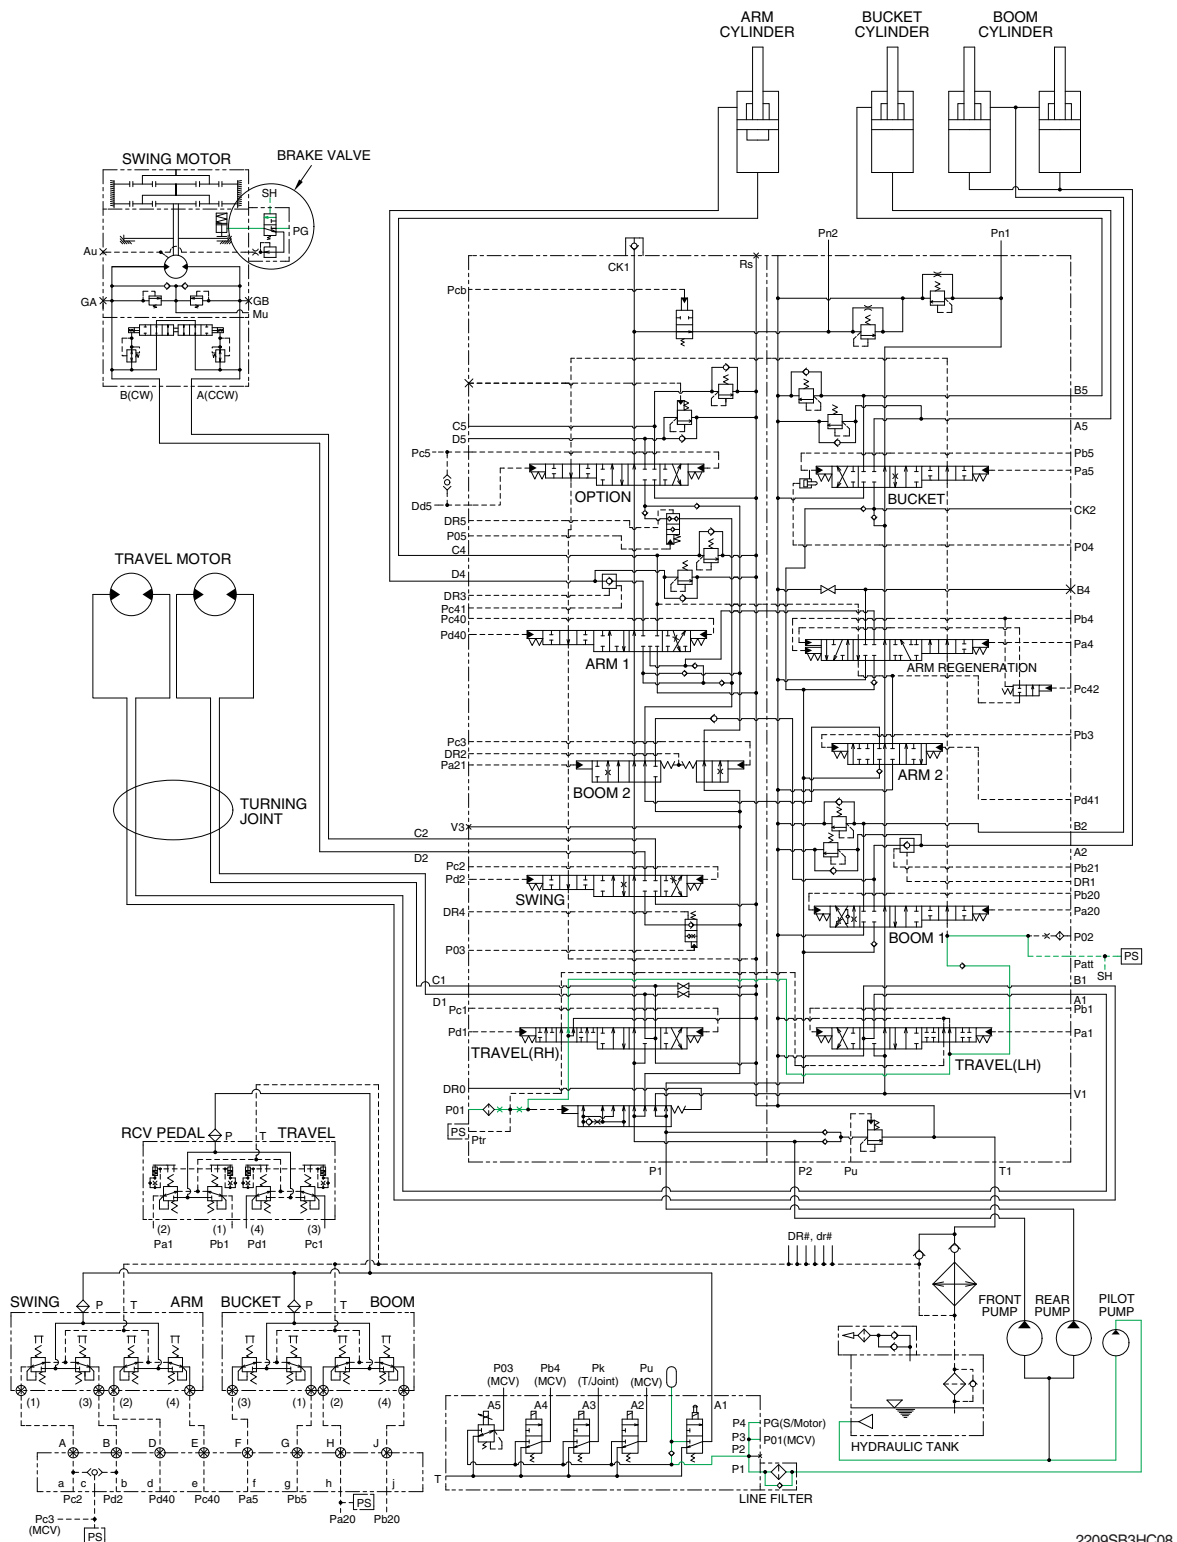 ARM
CYLINDER
BUCKET
CYLINDER
BOOM
CYLINDER
SWING MOTOR
BRAKE VALVE
SH
PG
Au
GA
GB
Mu
B(CW)
A(CCW)
CK1
Rs
Pn2
Pn1
Pcb
C5
D5
Pc5
Dd5
DR5
P05
C4
D4
DR3
Pc41
Pc40
Pd40
OPTION
ARM 1
B5
A5
Pb5
Pa5
BUCKET
CK2
P04
B4
Pb4
Pa4
ARM REGENERATION
Pc42
Pb3
ARM 2
Pd41
TRAVEL MOTOR
TURNING
JOINT
Pc3
DR2
Pa21
BOOM 2
V3
C2
D2
Pc2
Pd2
SWING
DR4
P03
B2
A2
Pb21
DR1
Pb20
Pa20
BOOM 1
P02
PS
Patt
SH
C1
D1
Pc1
Pd1
TRAVEL(RH)
B1
A1
Pb1
Pa1
TRAVEL(LH)
DR0
P01
PS
Ptr
V1
P1
P2
Pu
T1
RCV PEDAL
P
T
TRAVEL
(2)
(1)
(4)
(3)
Pa1
Pb1
Pd1
Pc1
DR#, dr#
SWING
P
T
ARM
BUCKET
P
T
BOOM
(1)
(3)
(2)
(4)
(3)
(1)
(2)
(4)
A
B
D
E
F
G
H
J
a
c
b
d
e
f
g
h
j
Pc2
Pd2
Pd40
Pc40
Pa5
Pb5
PS
Pa20
Pb20
Pc3
(MCV)
PS
FRONT
PUMP
REAR
PUMP
PILOT
PUMP
HYDRAULIC TANK
P03
(MCV)
Pb4
(MCV)
Pk
(T/Joint)
Pu
(MCV)
A5
A4
A3
A2
A1
T
P4
PG(S/Motor)
P3
P01(MCV)
P2
P1
LINE FILTER
2209SB3HC08